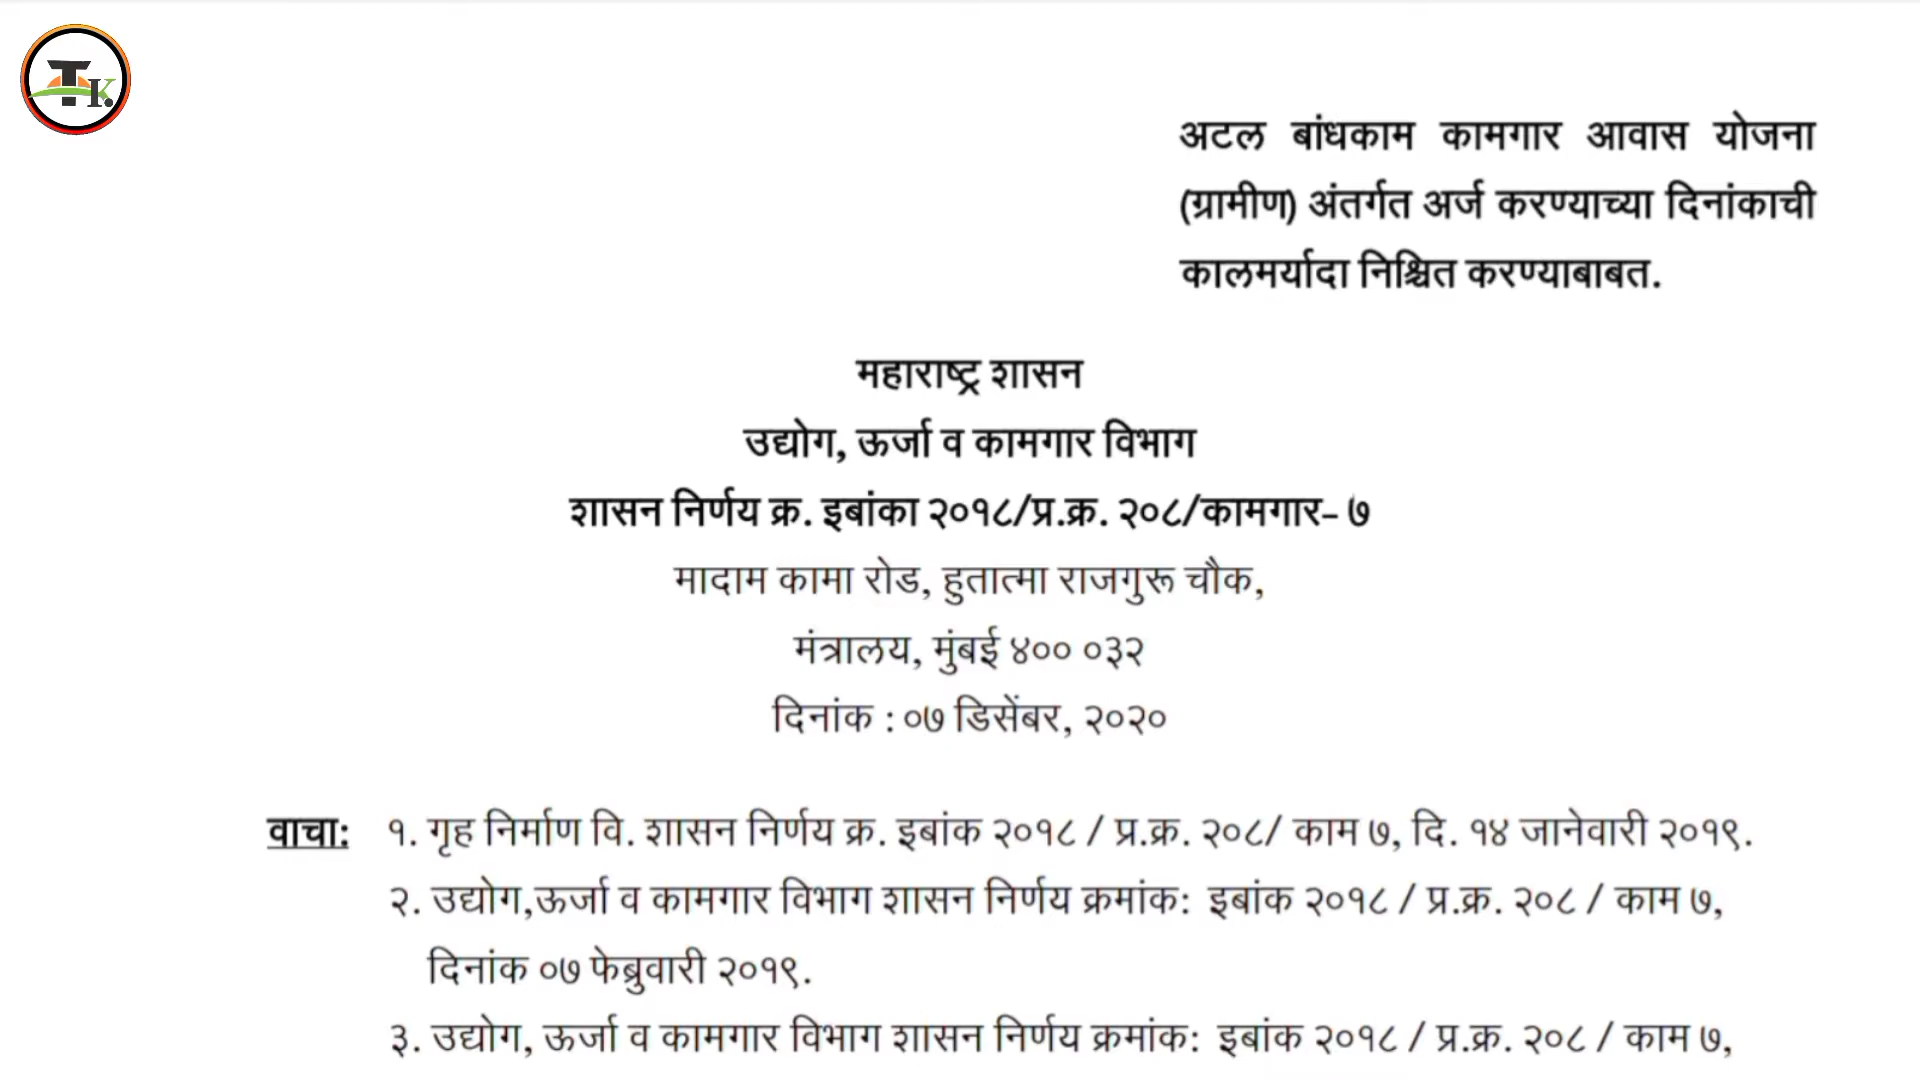 TK.
अटल बांधकाम कामगार आवास योजना
(ग्रामीण) अंतर्गत अर्ज करण्याच्या दिनांकाची
कालमर्यादा निश्चित करण्याबाबत.
महाराष्ट्र शासन
उद्योग, ऊर्जा व कामगार विभाग
शासन निर्णय क्र. इबांका २०१८/प्र.क्र. २०८/कामगार– ७
मादाम कामा रोड, हुतात्मा राजगुरू चौक,
मंत्रालय, मुंबई ४०० ०३२
दिनांक : ०७ डिसेंबर, २०२०
वाचा: १. गृह निर्माण वि. शासन निर्णय क्र. इबांक २०१८ / प्र.क्र. २०८/ काम ७, दि. १४ जानेवारी २०१९.
२. उद्योग,ऊर्जा व कामगार विभाग शासन निर्णय क्रमांक: इबांक २०१८ / प्र.क्र. २०८ / काम ७,
दिनांक ०७ फेब्रुवारी २०१९.
३. उद्योग, ऊर्जा व कामगार विभाग शासन निर्णय क्रमांक: इबांक २०१८ / प्र.क्र. २०८ / काम ७,